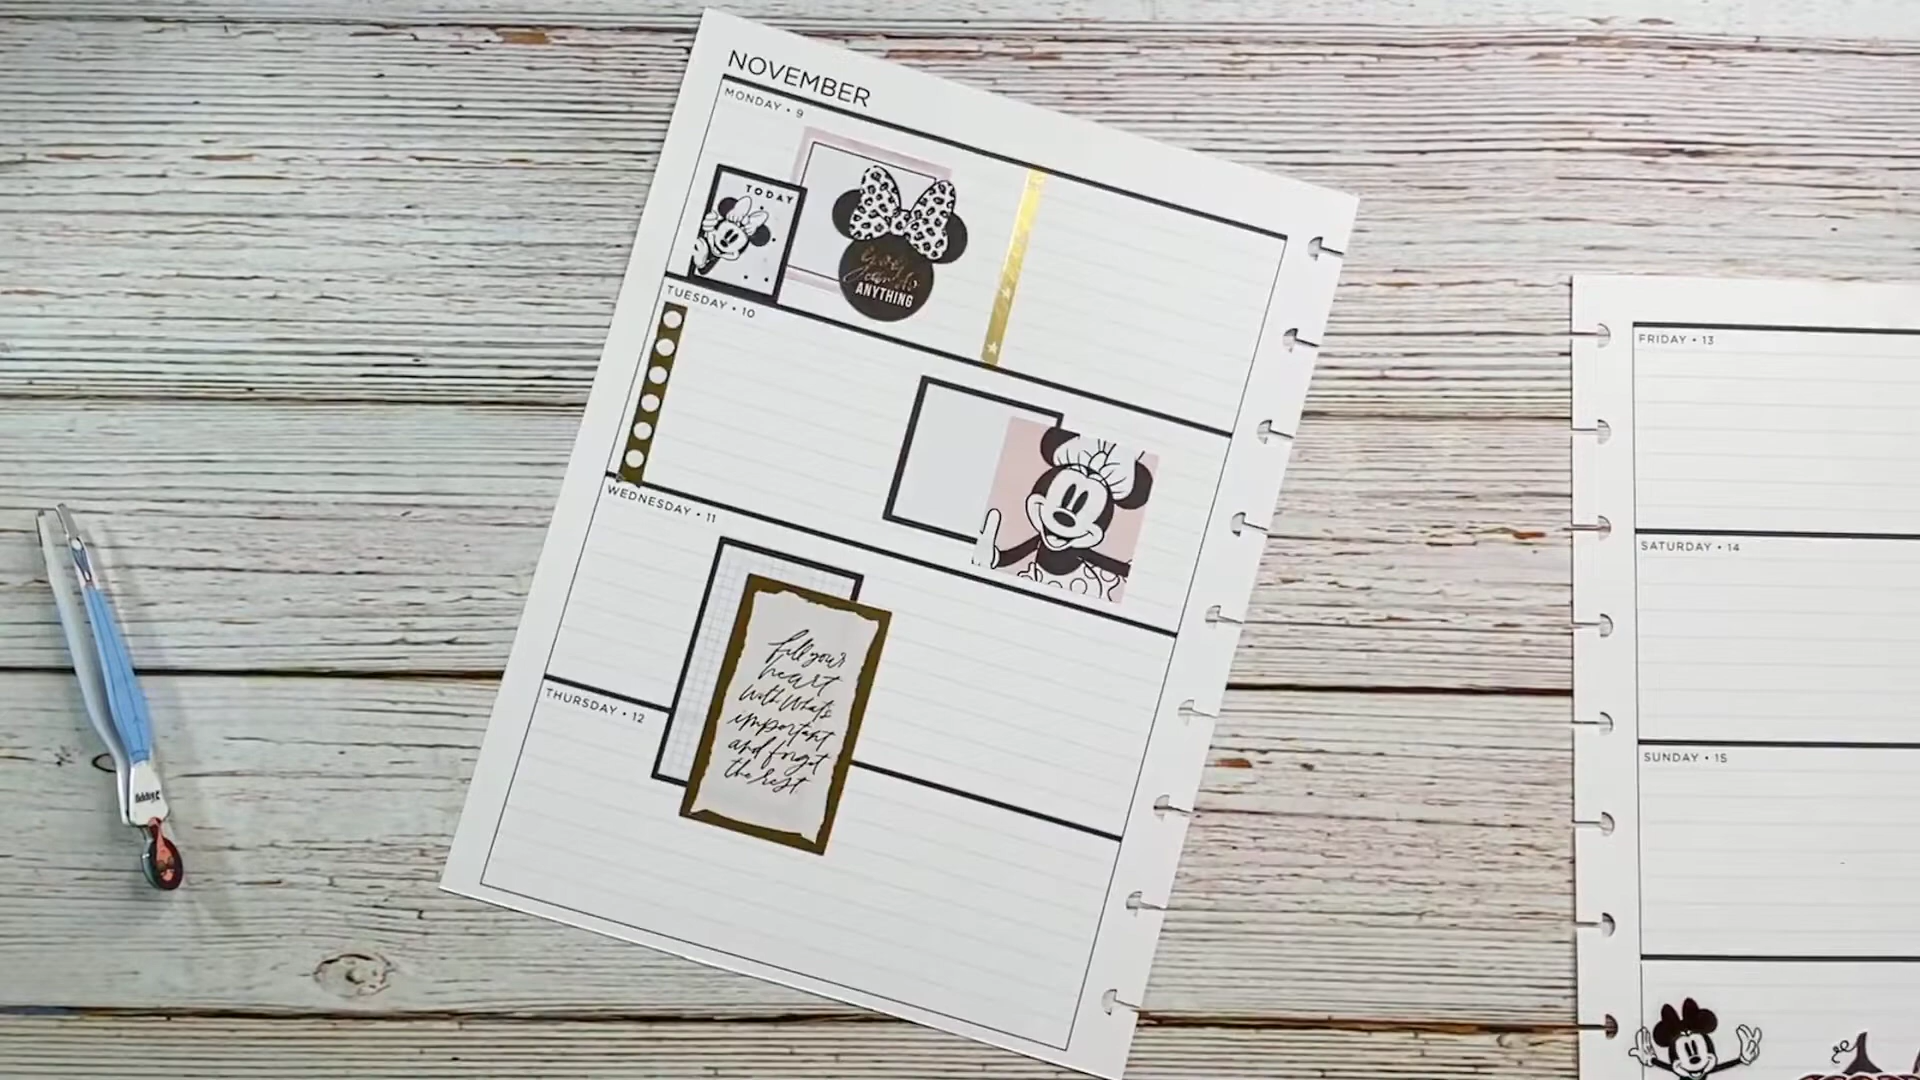 NOVEMBER
MONDAY • 9
TODAY
ANYTHING
TUESDAY • 10
WEDNESDAY • 11
fill your
heart
with what's
important
and forget
the rest.
THURSDAY • 12
FRIDAY • 13
SATURDAY • 14
SUNDAY • 15